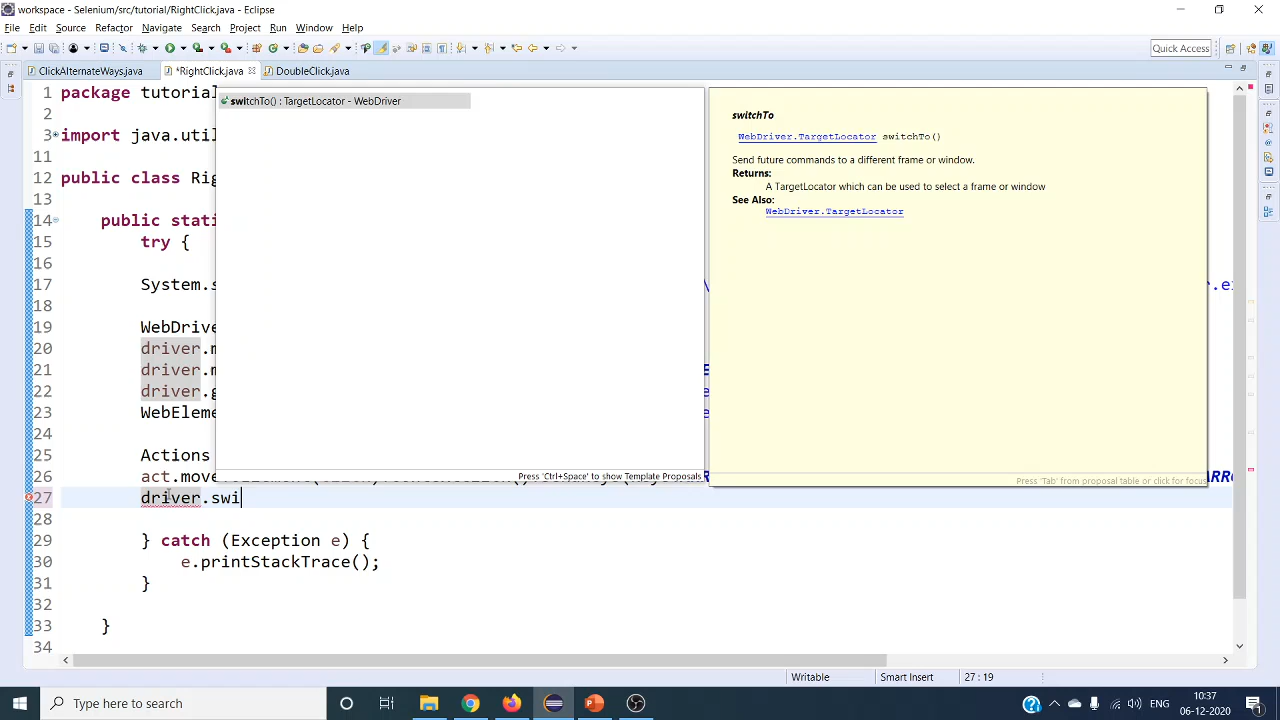 workspace - Selenium/src/tutorial/RightClick.java - Eclipse
File Edit Source Refactor Navigate Search Project Run Window Help
Quick Access
ClickAlternateWays.java *RightClick.java DoubleClick.java
1 package tutorial
2
3 import java.util
11
12 public class Rig
13
14 public stati
15 try {
16
17 System.s r.e
18
19 WebDrive
20 driver.m
21 driver.m
22 driver.g
23 WebEleme
24
25 Actions
26 act.move
27 driver.swi
28
29 } catch (Exception e) {
30 e.printStackTrace();
31 }
32
33 }
34
switchTo() : TargetLocator - WebDriver
Press 'Ctrl+Space' to show Template Proposals
switchTo
WebDriver.TargetLocator switchTo()
Send future commands to a different frame or window.
Returns:
A TargetLocator which can be used to select a frame or window
See Also:
WebDriver.TargetLocator
Press 'Tab' from proposal table or click for focus
Writable Smart Insert 27 : 19
Type here to search
ENG
10:37
06-12-2020
1